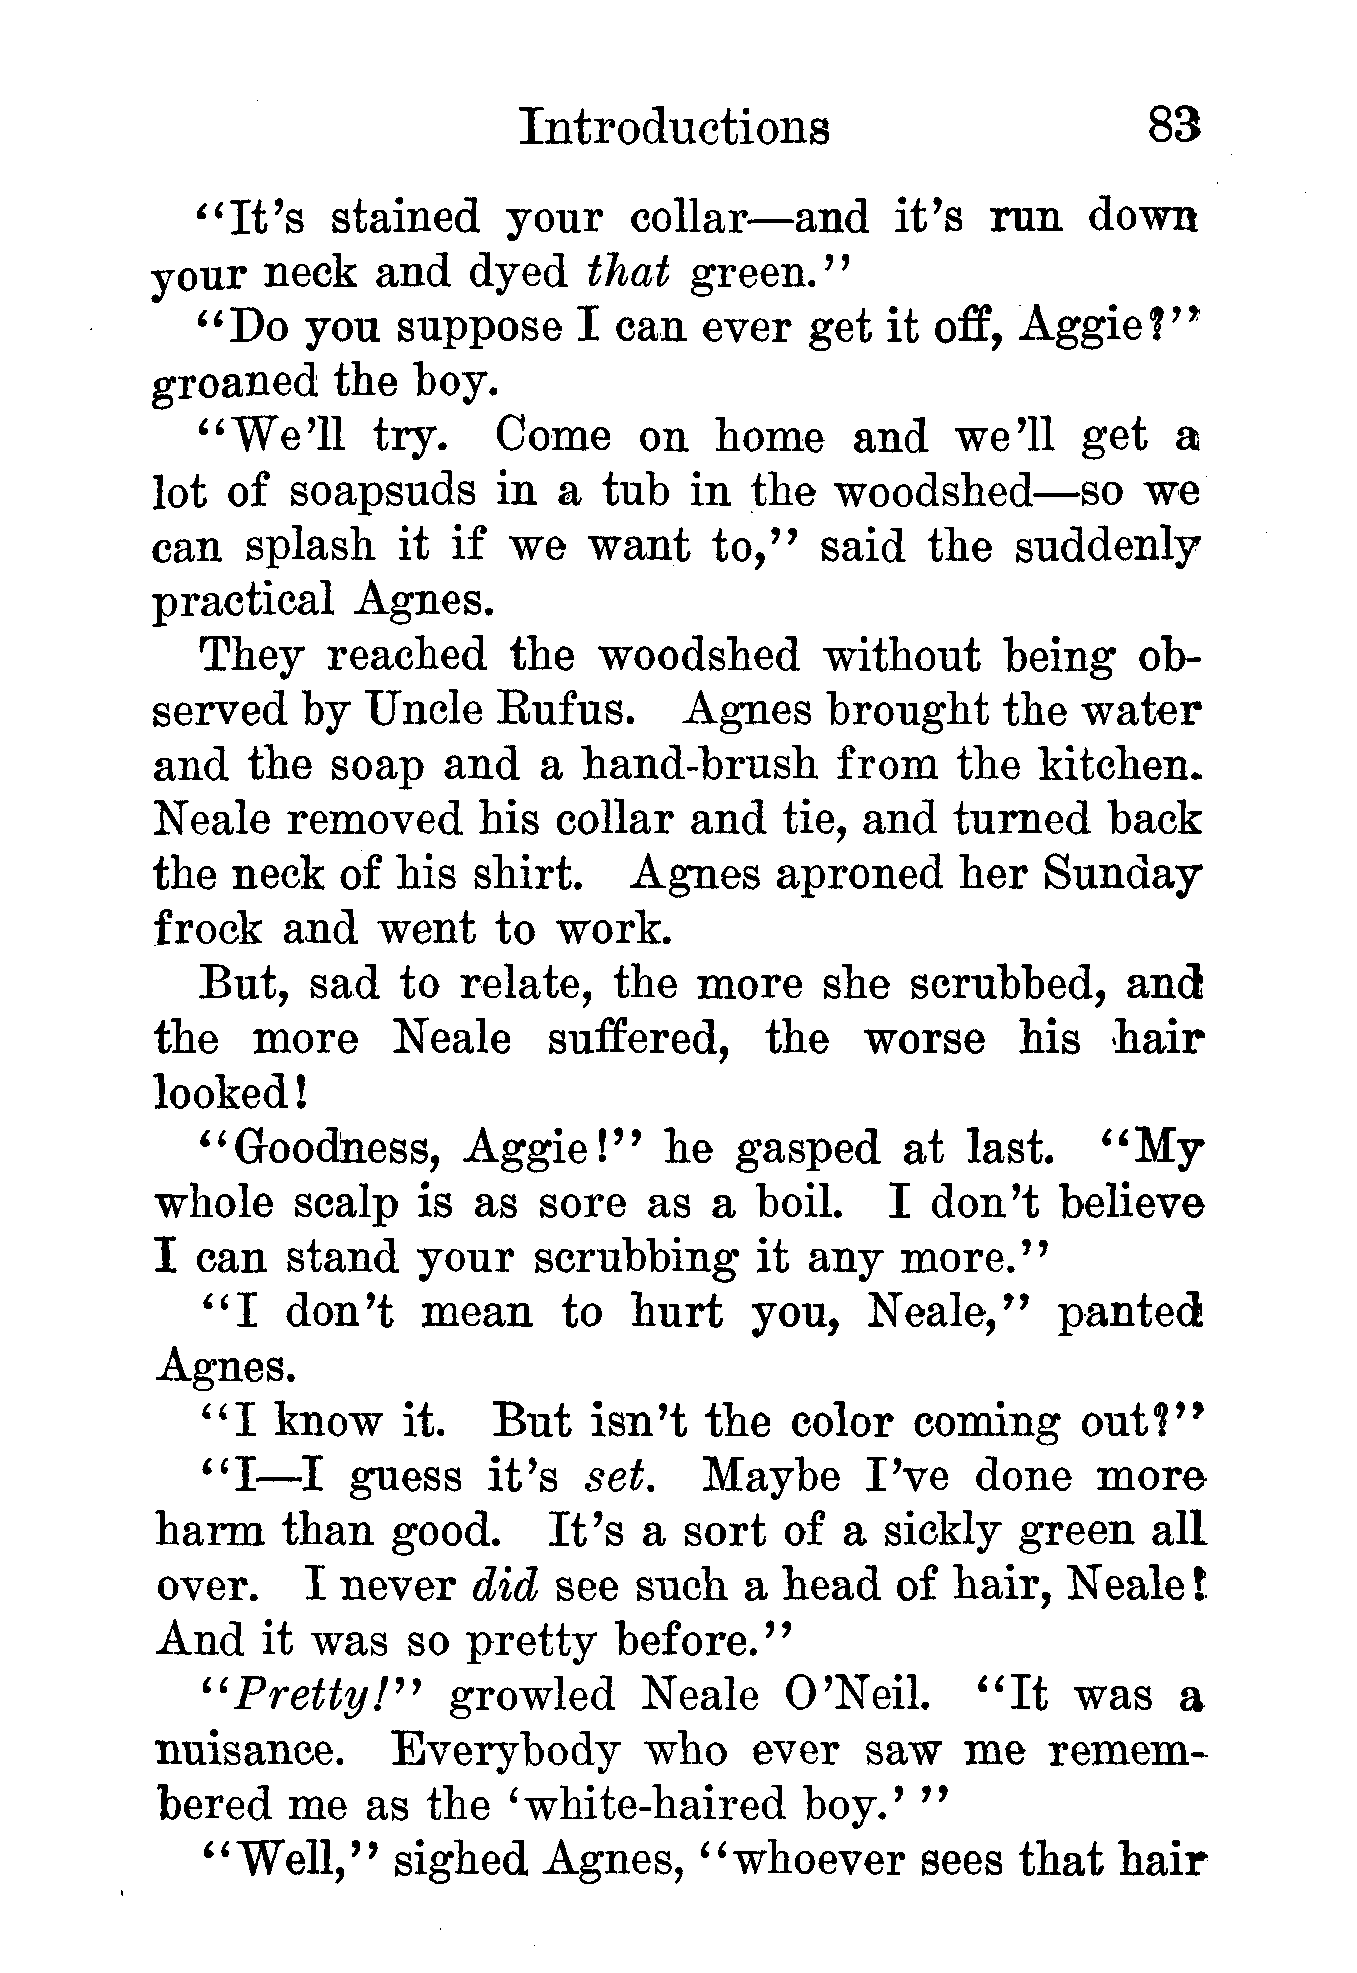 Introductions 83
"It's stained your collar—and it's run down
your neck and dyed that green."
"Do you suppose I can ever get it off, Aggie?"
groaned the boy.
"We'll try. Come on home and we'll get a
lot of soapsuds in a tub in the woodshed—so we
can splash it if we want to," said the suddenly
practical Agnes.
They reached the woodshed without being ob-
served by Uncle Rufus. Agnes brought the water
and the soap and a hand-brush from the kitchen.
Neale removed his collar and tie, and turned back
the neck of his shirt. Agnes aproned her Sunday
frock and went to work.
But, sad to relate, the more she scrubbed, and
the more Neale suffered, the worse his hair
looked!
"Goodness, Aggie!" he gasped at last. "My
whole scalp is as sore as a boil. I don't believe
I can stand your scrubbing it any more."
"I don't mean to hurt you, Neale," panted
Agnes.
"I know it. But isn't the color coming out?"
"I—I guess it's set. Maybe I've done more
harm than good. It's a sort of a sickly green all
over. I never did see such a head of hair, Neale!
And it was so pretty before."
"Pretty!" growled Neale O'Neil. "It was a
nuisance. Everybody who ever saw me remem-
bered me as the 'white-haired boy.' "
"Well," sighed Agnes, "whoever sees that hair